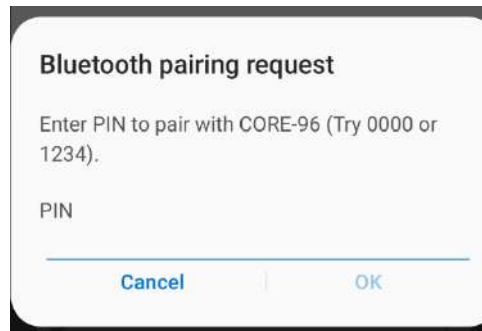 Bluetooth pairing request
Enter PIN to pair with CORE-96 (Try 0000 or
1234).
PIN
Cancel
OK